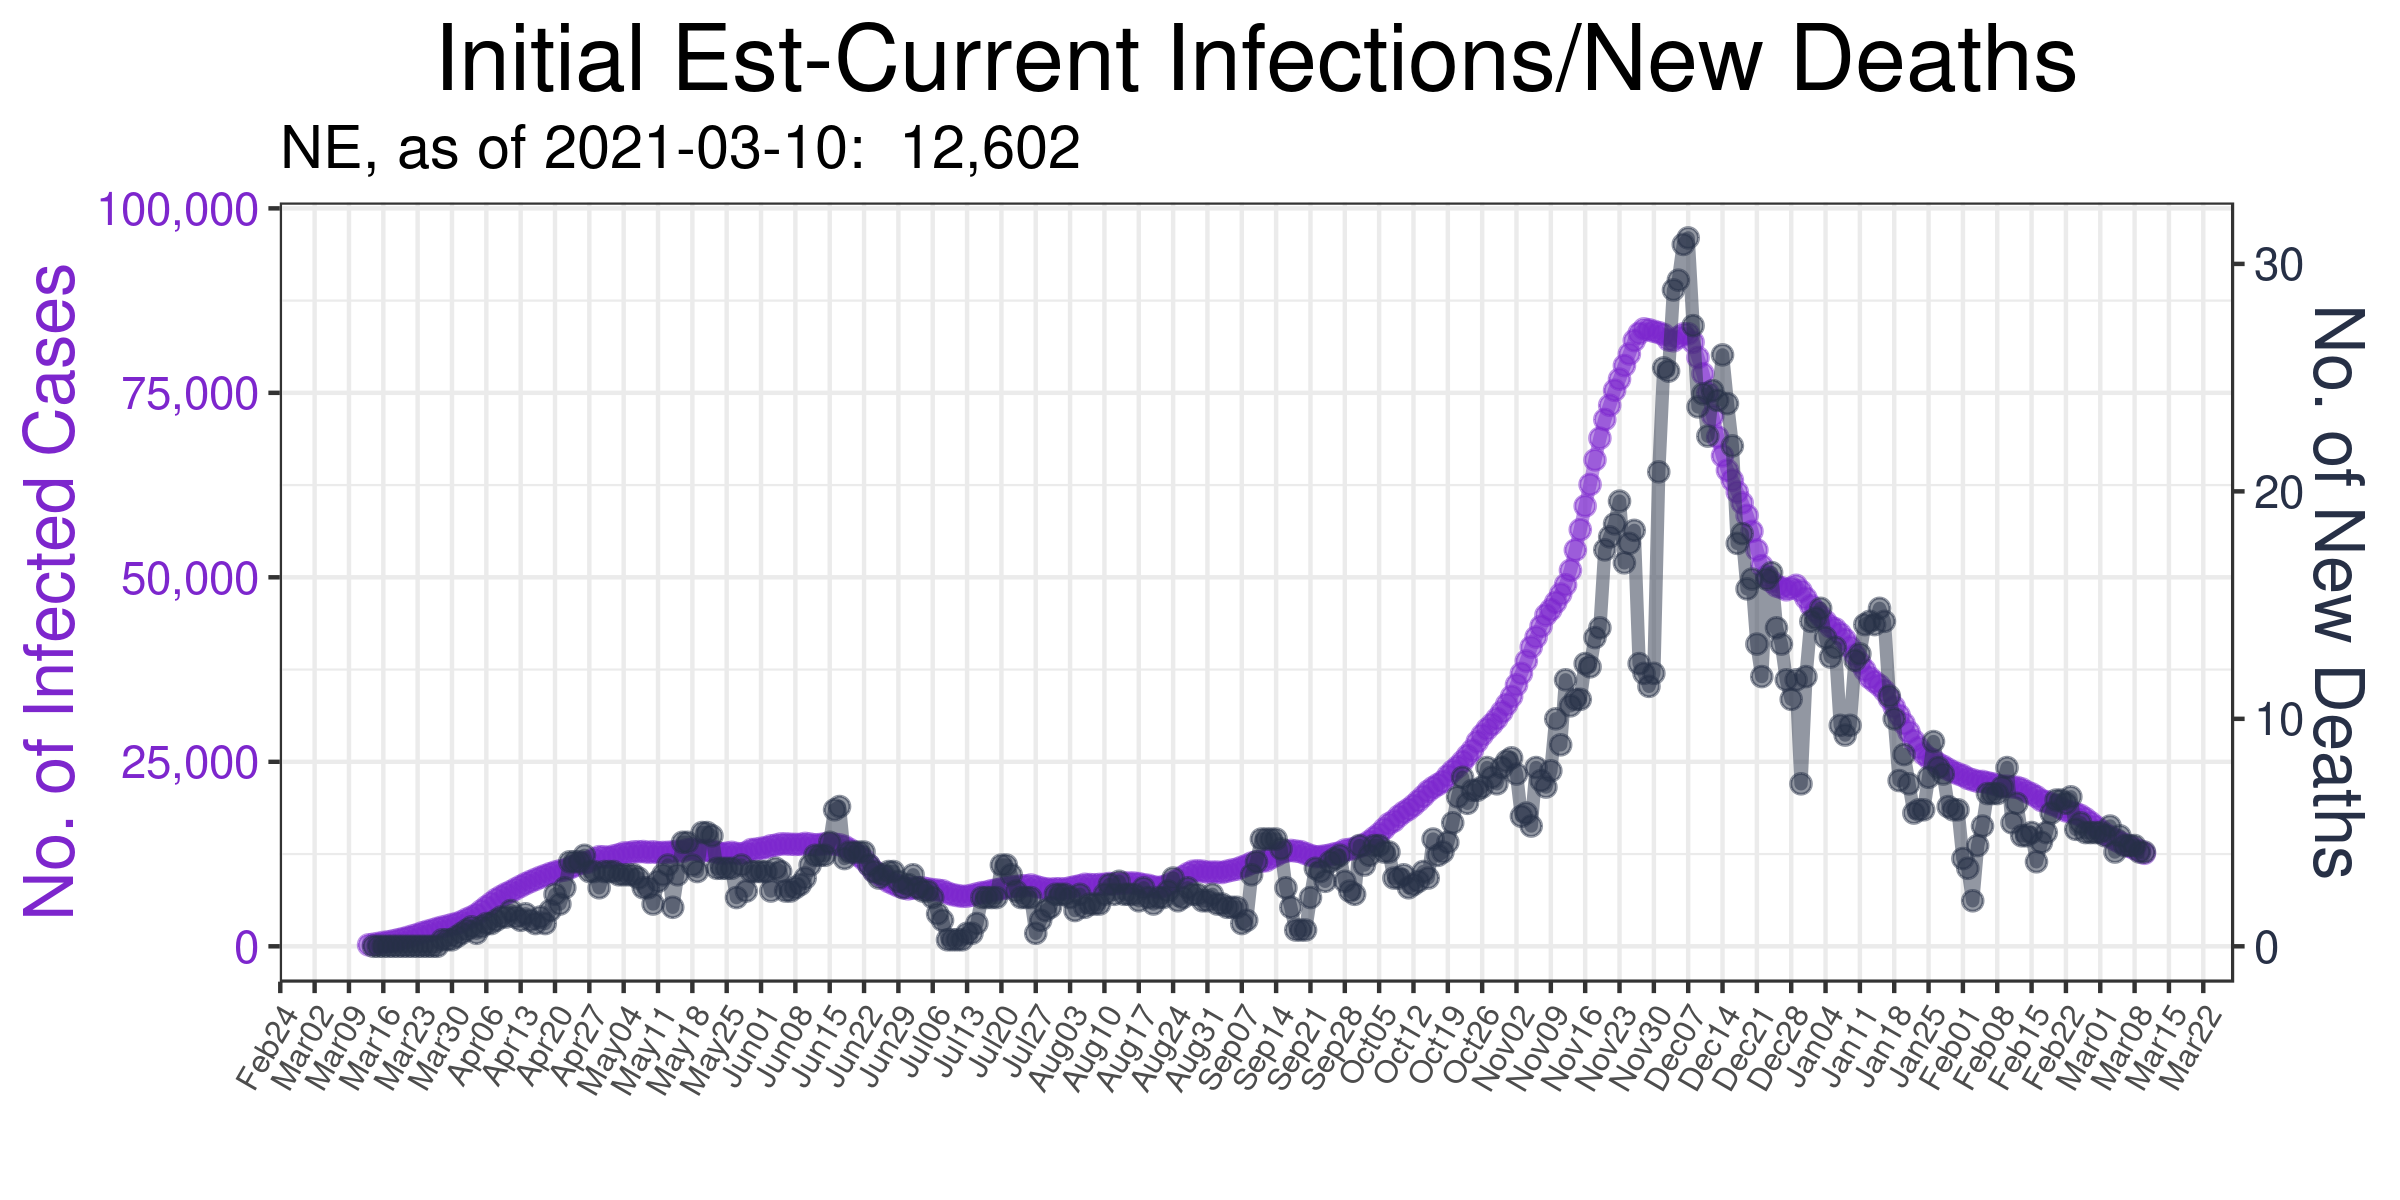 Initial Est-Current Infections/New Deaths
NE, as of 2021-03-10:  12,602
No. of Infected Cases
100,000
75,000
50,000
25,000
0
30
20
10
0
No. of New Deaths
Feb24
Mar02
Mar09
Mar16
Mar23
Mar30
Apr06
Apr13
Apr20
Apr27
May04
May11
May18
May25
Jun01
Jun08
Jun15
Jun22
Jun29
Jul06
Jul13
Jul20
Jul27
Aug03
Aug10
Aug17
Aug24
Aug31
Sep07
Sep14
Sep21
Sep28
Oct05
Oct12
Oct19
Oct26
Nov02
Nov09
Nov16
Nov23
Nov30
Dec07
Dec14
Dec21
Dec28
Jan04
Jan11
Jan18
Jan25
Feb01
Feb08
Feb15
Feb22
Mar01
Mar08
Mar15
Mar22